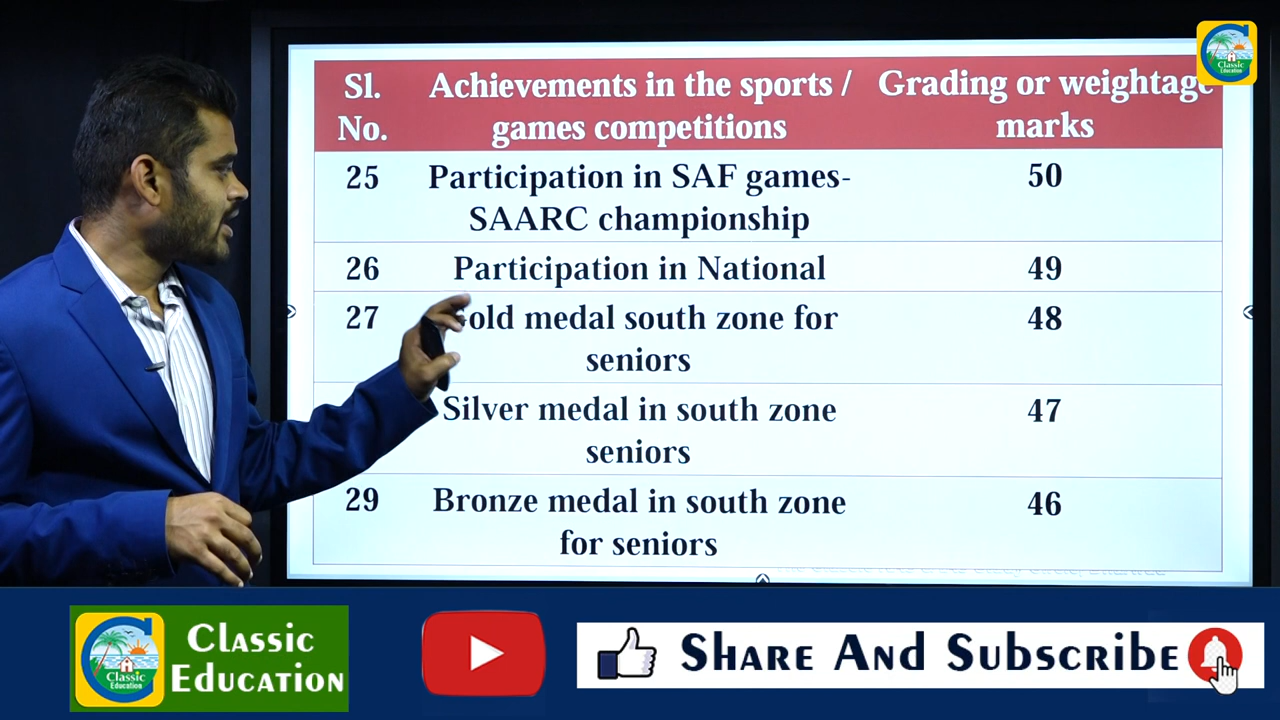 Sl. No.
Achievements in the sports / games competitions
Grading or weightage marks
25
Participation in SAF games-
SAARC championship
50
26
Participation in National
49
27
old medal south zone for
seniors
48
Silver medal in south zone
seniors
47
29
Bronze medal in south zone
for seniors
46
Classic
Education
Classic
Education
Classic
Education
Share And Subscribe